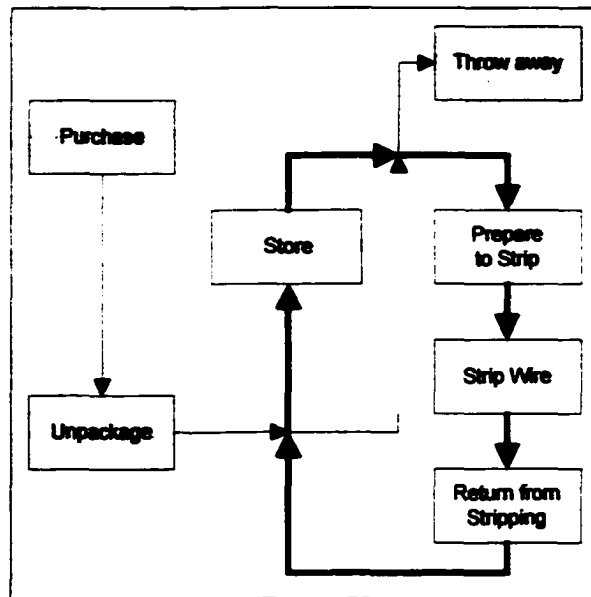 Throw away
Purchase
Store
Prepare
to Strip
Strip Wire
Unpackage
Return from
Stripping